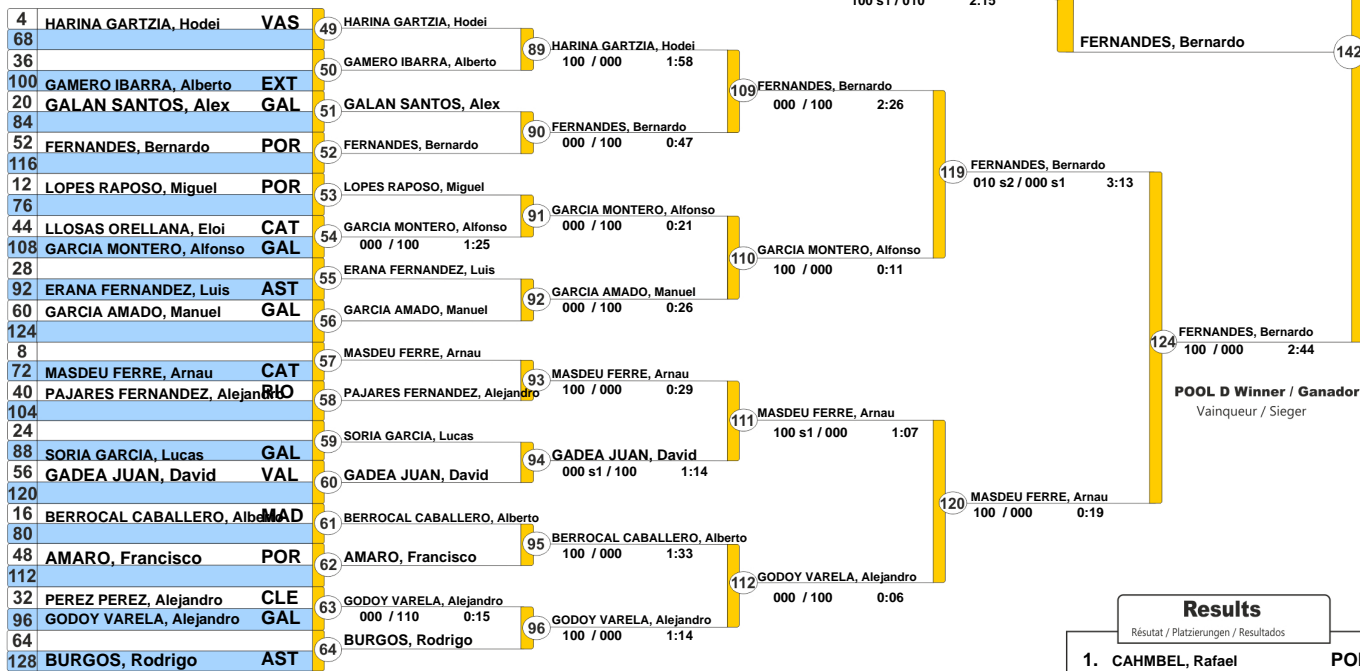 100 s1 / 010 2:15
FERNANDES, Bernardo
142
4 HARINA GARTZIA, Hodei VAS
68
36
100 GAMERO IBARRA, Alberto EXT
20 GALAN SANTOS, Alex GAL
84
52 FERNANDES, Bernardo POR
116
12 LOPES RAPOSO, Miguel POR
76
44 LLOSAS ORELLANA, Eloi CAT
108 GARCIA MONTERO, Alfonso GAL
28
92 ERANA FERNANDEZ, Luis AST
60 GARCIA AMADO, Manuel GAL
124
8
72 MASDEU FERRE, Arnau CAT
40 PAJARES FERNANDEZ, Alejandro RIO
104
24
88 SORIA GARCIA, Lucas GAL
56 GADEA JUAN, David VAL
120
16 BERROCAL CABALLERO, Alberto MAD
80
48 AMARO, Francisco POR
112
32 PEREZ PEREZ, Alejandro CLE
96 GODOY VARELA, Alejandro GAL
64
128 BURGOS, Rodrigo AST
49 HARINA GARTZIA, Hodei
50 GAMERO IBARRA, Alberto
51 GALAN SANTOS, Alex
52 FERNANDES, Bernardo
53 LOPES RAPOSO, Miguel
54 GARCIA MONTERO, Alfonso
000 / 100 1:25
55 ERANA FERNANDEZ, Luis
56 GARCIA AMADO, Manuel
57 MASDEU FERRE, Arnau
58 PAJARES FERNANDEZ, Alejandro
59 SORIA GARCIA, Lucas
60 GADEA JUAN, David
61 BERROCAL CABALLERO, Alberto
62 AMARO, Francisco
63 GODOY VARELA, Alejandro
000 / 110 0:15
64 BURGOS, Rodrigo
89 HARINA GARTZIA, Hodei
100 / 000 1:58
90 FERNANDES, Bernardo
000 / 100 0:47
91 GARCIA MONTERO, Alfonso
000 / 100 0:21
92 GARCIA AMADO, Manuel
000 / 100 0:26
93 MASDEU FERRE, Arnau
100 / 000 0:29
94 GADEA JUAN, David
000 s1 / 100 1:14
95 BERROCAL CABALLERO, Alberto
100 / 000 1:33
96 GODOY VARELA, Alejandro
100 / 000 1:14
109 FERNANDES, Bernardo
000 / 100 2:26
110 GARCIA MONTERO, Alfonso
100 / 000 0:11
111 MASDEU FERRE, Arnau
100 s1 / 000 1:07
112 GODOY VARELA, Alejandro
000 / 100 0:06
119 FERNANDES, Bernardo
010 s2 / 000 s1 3:13
120 MASDEU FERRE, Arnau
100 / 000 0:19
124 FERNANDES, Bernardo
100 / 000 2:44
POOL D Winner / Ganador
Vainqueur / Sieger
Results
Résutat / Platzierungen / Resultados
1. CAHMBEL, Rafael POR